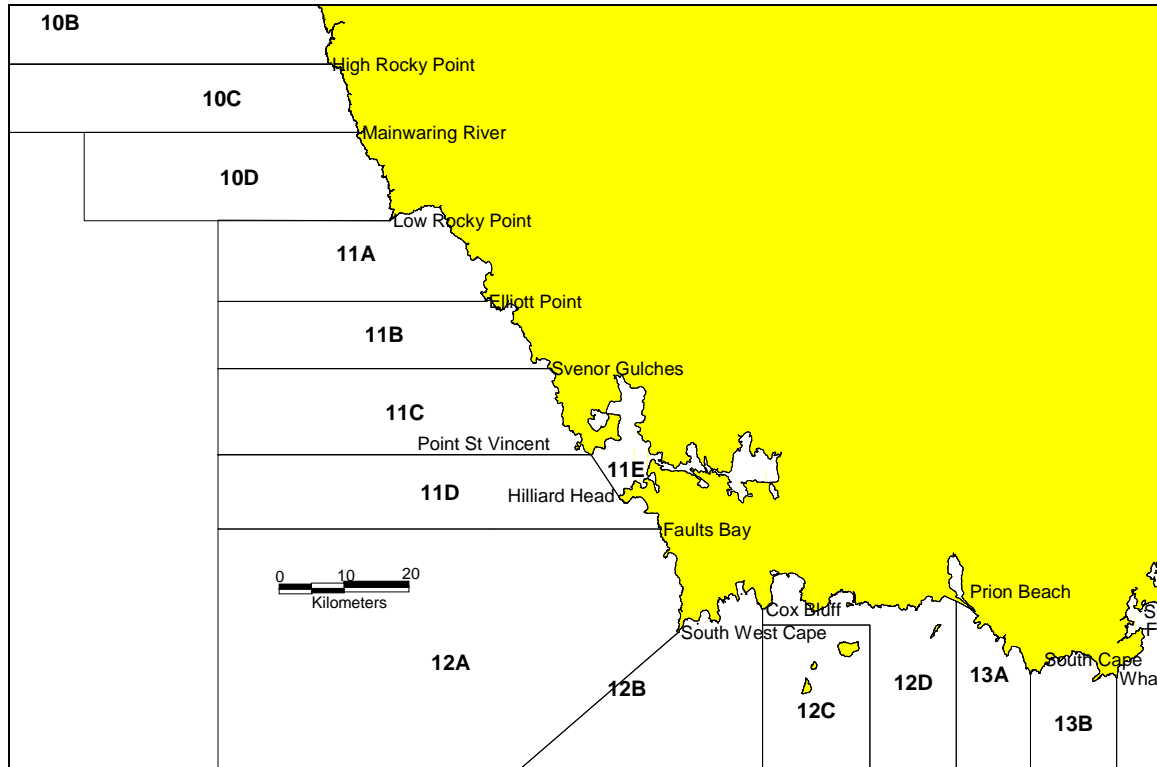 10B
High Rocky Point
10C
Mainwaring River
10D
Low Rocky Point
11A
Elliott Point
11B
Svenor Gulches
11C
Point St Vincent
11E
11D
Hilliard Head
Faults Bay
0 10 20
Kilometers
Prion Beach
Cox Bluff
S
F
South West Cape
12A
South Cape
Wha
12B
12C
12D
13A
13B